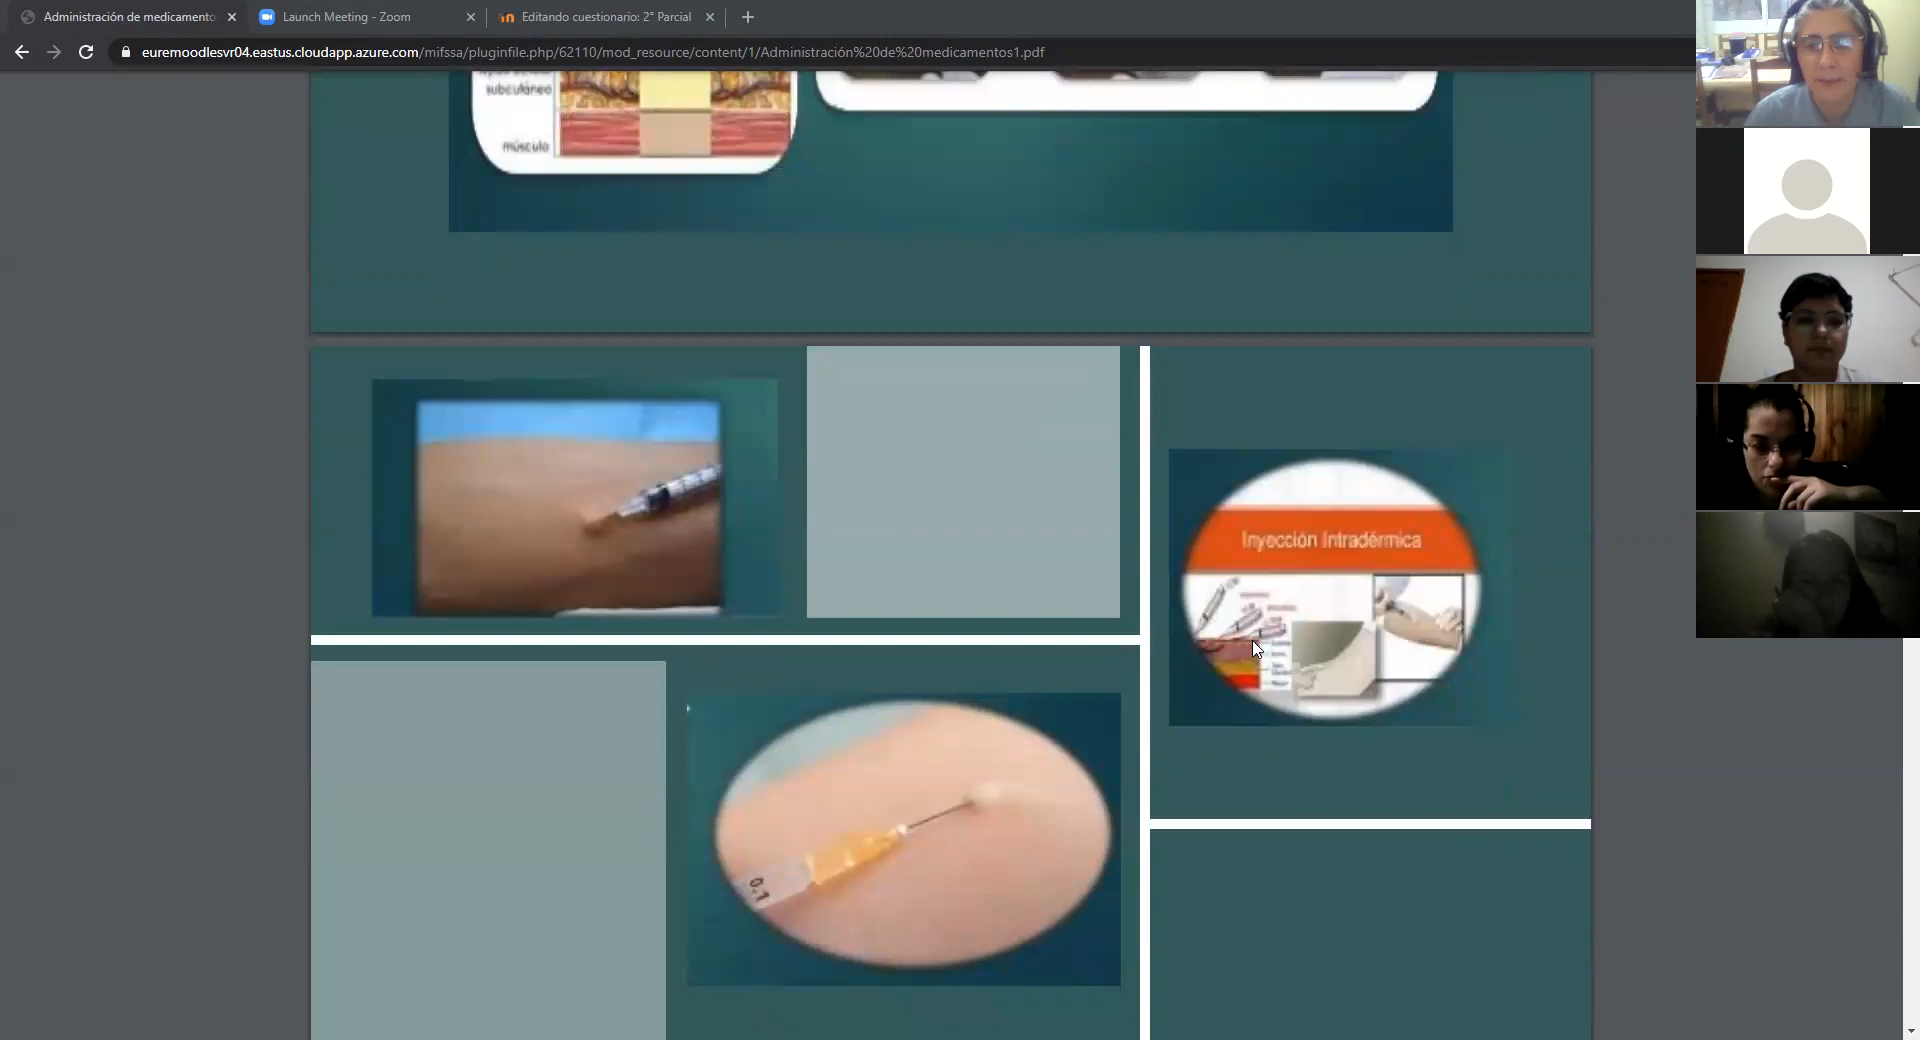 Administración de medicamento
Launch Meeting - Zoom
Editando cuestionario: 2° Parcial
euremoodlesvr04.eastus.cloudapp.azure.com/mifssa/pluginfile.php/62110/mod_resource/content/1/Administración%20de%20medicamentos1.pdf
subcutáneo
músculo
Inyección Intradérmica
0.1